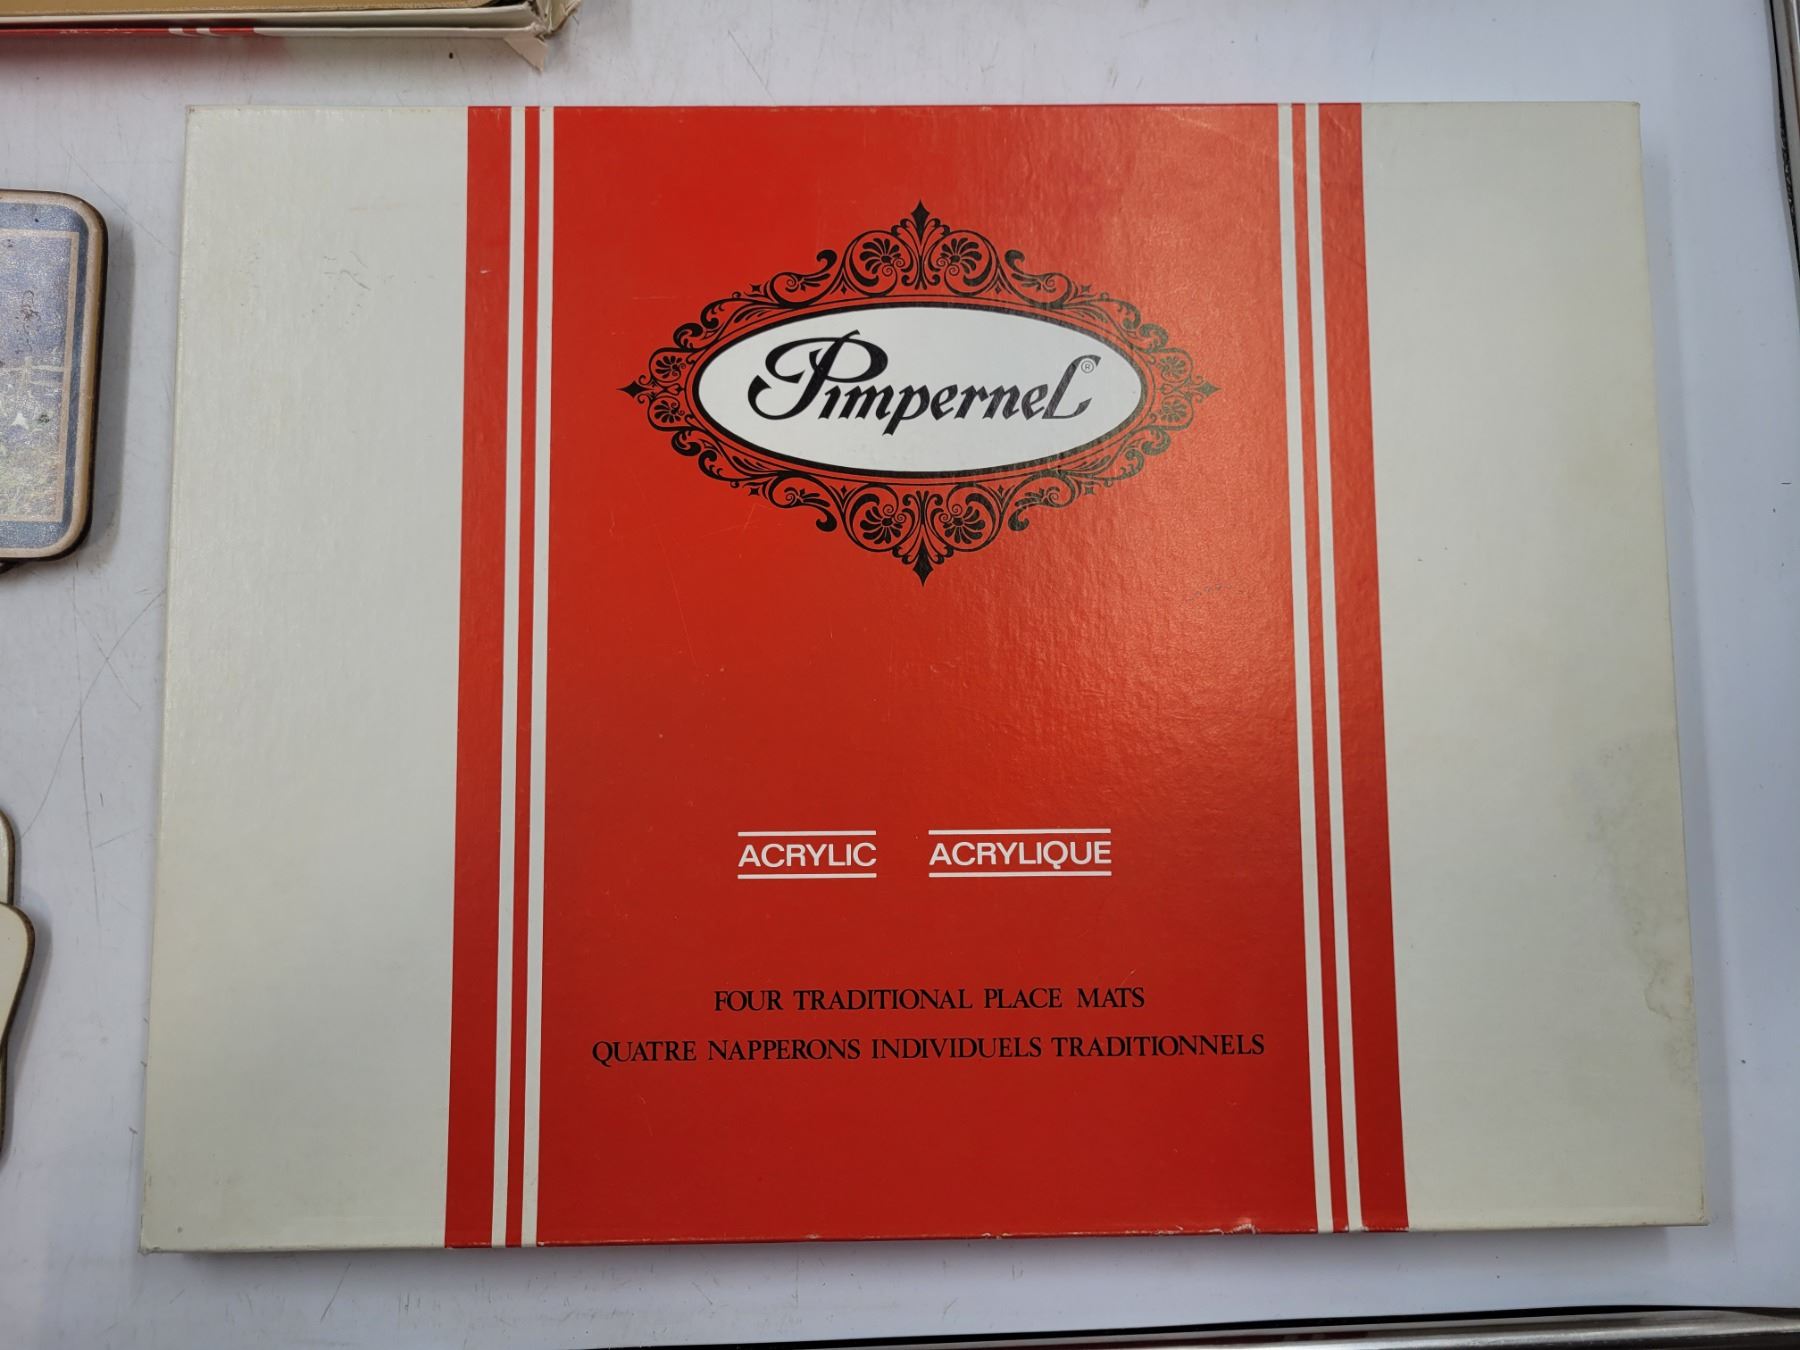 Pimpernel®
ACRYLIC ACRYLIQUE
FOUR TRADITIONAL PLACE MATS
QUATRE NAPPERONS INDIVIDUELS TRADITIONNELS